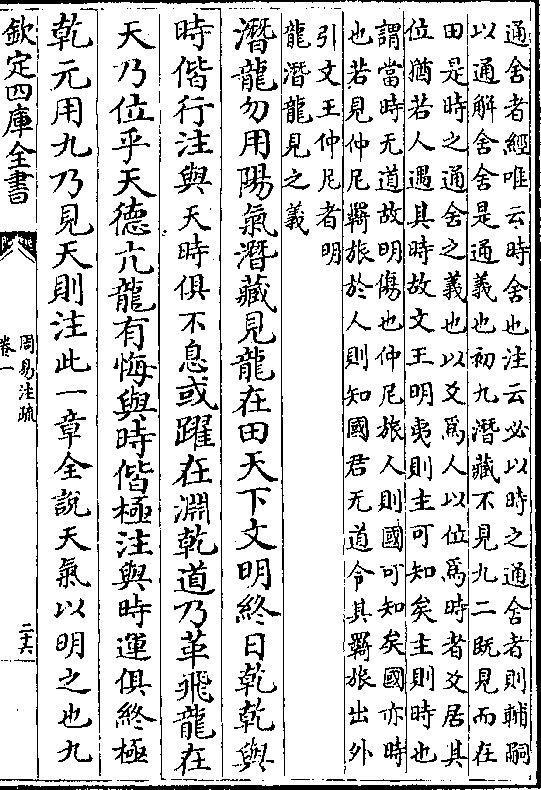 通舍者經唯云時舍也注云必以時之通舍者則輔嗣
以通解舍舍是通義也初九潛藏不見九二既見而在
田是時之通舍之義也以爻為人以位為時者爻居其
位猶若人遇其時故文王明夷則主可知矣主則時也
謂當時无道故明傷也仲尼旅人則國可知矣國亦時
也若見仲尼羇旅於人則知國君无道令其羇旅出外
引文王仲尼者明
龍潛龍見之義
潛龍勿用陽氣潛藏見龍在田天下文明終日乾乾與
時偕行注與天時俱不息或躍在淵乾道乃革飛龍在
天乃位乎天德亢龍有悔與時偕極注與時運俱終極
乾元用九乃見天則注此一章全說天氣以明之也九
欽定四庫全書
周易注疏
卷一
二十六